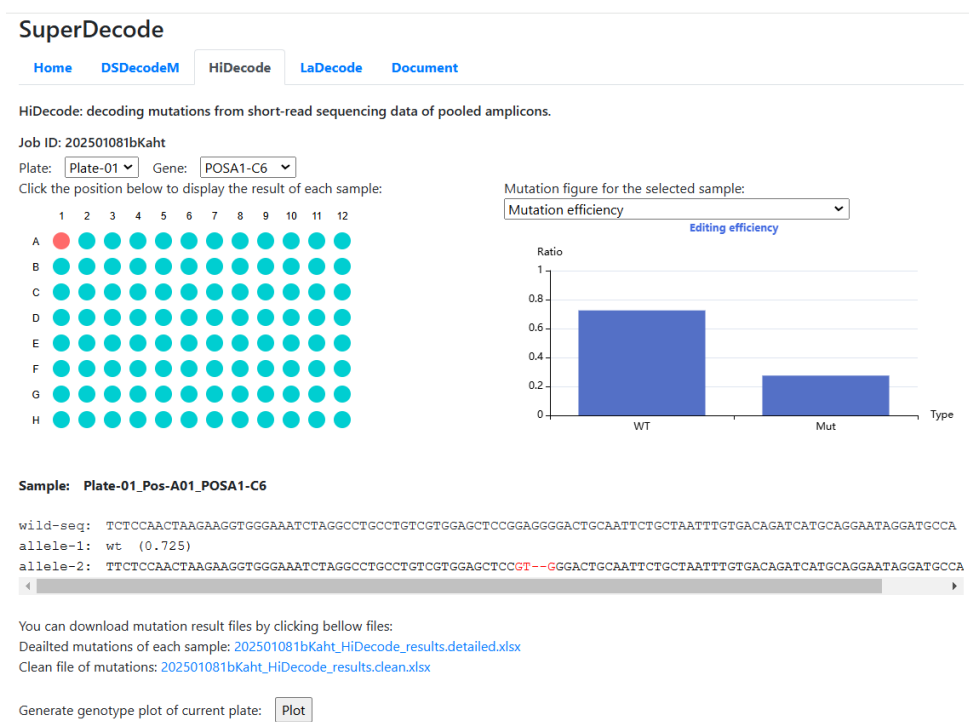 SuperDecode
Home DSDecodeM HiDecode LaDecode Document
HiDecode: decoding mutations from short-read sequencing data of pooled amplicons.
Job ID: 202501081bKaht
Plate: Plate-01 Gene: POSA1-C6
Click the position below to display the result of each sample:
1 2 3 4 5 6 7 8 9 10 11 12
A
B
C
D
E
F
G
H
Mutation figure for the selected sample:
Mutation efficiency
Editing efficiency
Ratio
1
0.8
0.6
0.4
0.2
0
WT Mut
Type
Sample: Plate-01_Pos-A01_POSA1-C6
wild-seq: TCTCCAACTAAGAAGGTGGGAAATCTAGGCCTGCCTGTCGTGGAGCTCCGGAGGGGACTGCAATTCTGCTAATTTGTGACAGATCATGCAGGAATAGGATGCCA
allele-1: wt (0.725)
allele-2: TTCTCCAACTAAGAAGGTGGGAAATCTAGGCCTGCCTGTCGTGGAGCTCCGT--GGGACTGCAATTCTGCTAATTTGTGACAGATCATGCAGGAATAGGATGCCA
You can download mutation result files by clicking bellow files:
Deailted mutations of each sample: 202501081bKaht_HiDecode_results.detailed.xlsx
Clean file of mutations: 202501081bKaht_HiDecode_results.clean.xlsx
Generate genotype plot of current plate: Plot